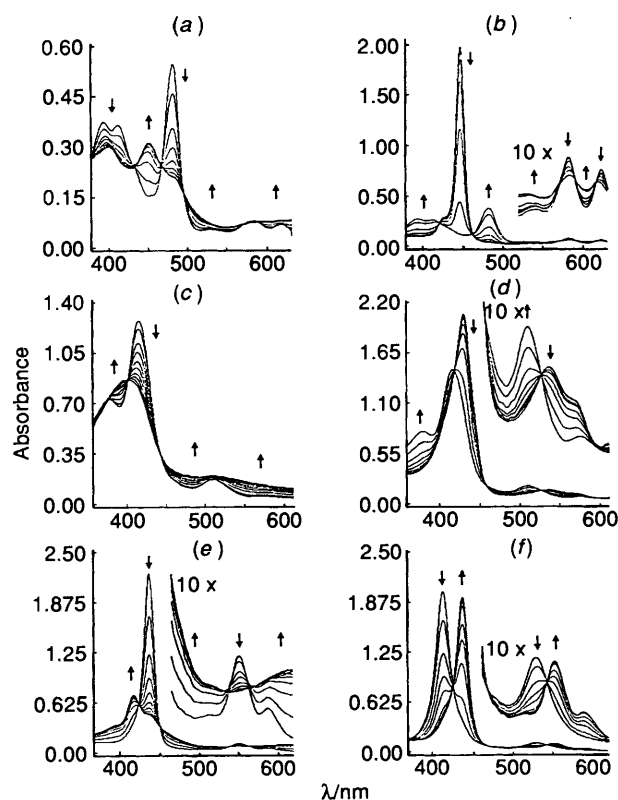 (a)
(b)
0.60
0.45
0.30
0.15
0.00
400 500 600
2.00
1.50
1.00
0.50
0.00
10 x
400 500 600
(c)
(d)
Absorbance
1.40
1.05
0.70
0.35
0.00
400 500 600
2.20
1.65
1.10
0.55
0.00
10 x
400 500 600
(e)
(f)
2.50
1.875
1.25
0.625
0.00
10 x
400 500 600
2.50
1.875
1.25
0.625
0.00
10 x
400 500 600
λ/nm